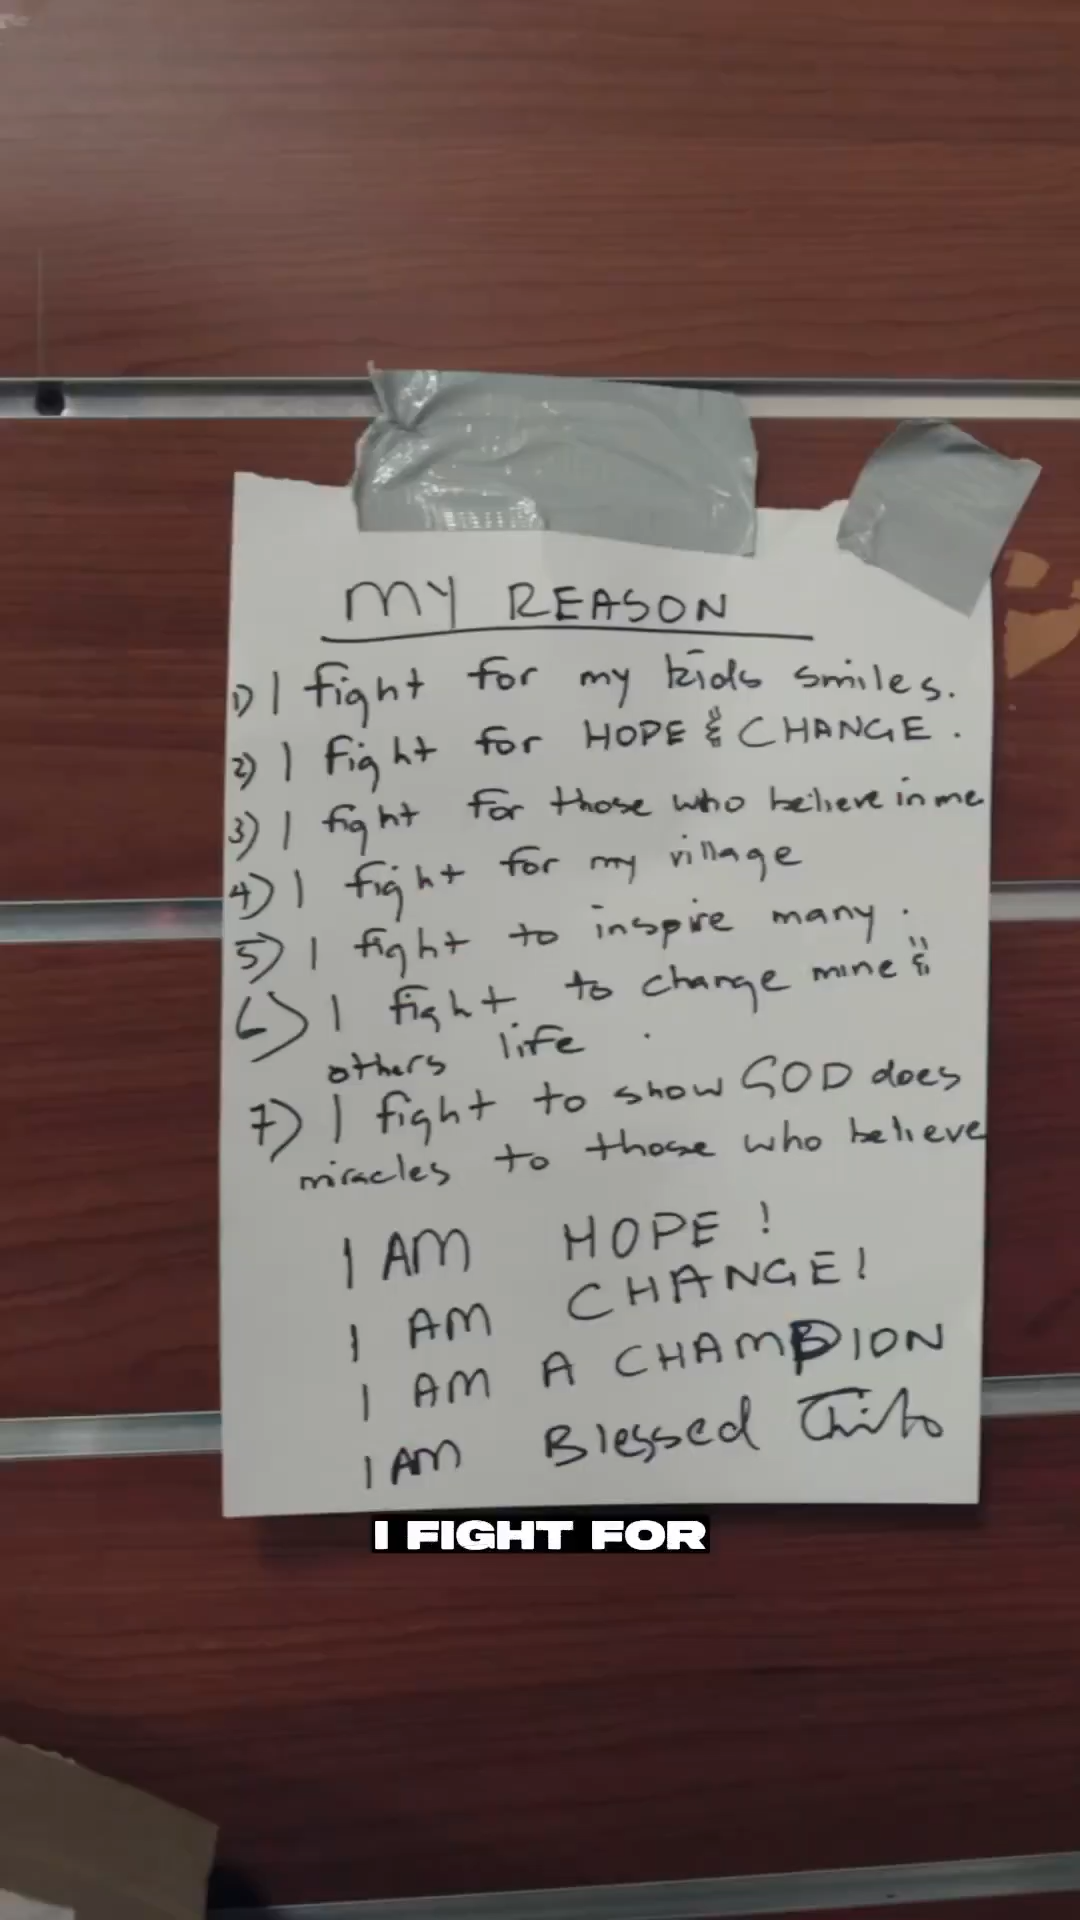 MY REASON
1) I fight for my kids smiles.
2) I fight for HOPE & CHANGE.
3) I fight for those who believe in me
4) I fight for my village
5) I fight to inspire many.
6) I fight to change mine &
others life.
7) I fight to show GOD does
miracles to those who believe
I AM HOPE!
I AM CHANGE!
I AM A CHAMPION
I AM Blessed
I FIGHT FOR